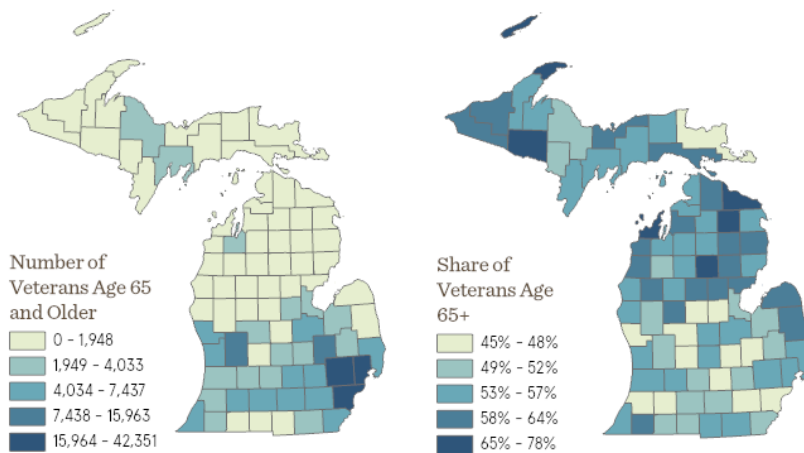 Number of
Veterans Age 65
and Older
0 – 1,948
1,949 – 4,033
4,034 – 7,437
7,438 – 15,963
15,964 – 42,351
Share of
Veterans Age
65+
45% – 48%
49% – 52%
53% – 57%
58% – 64%
65% – 78%